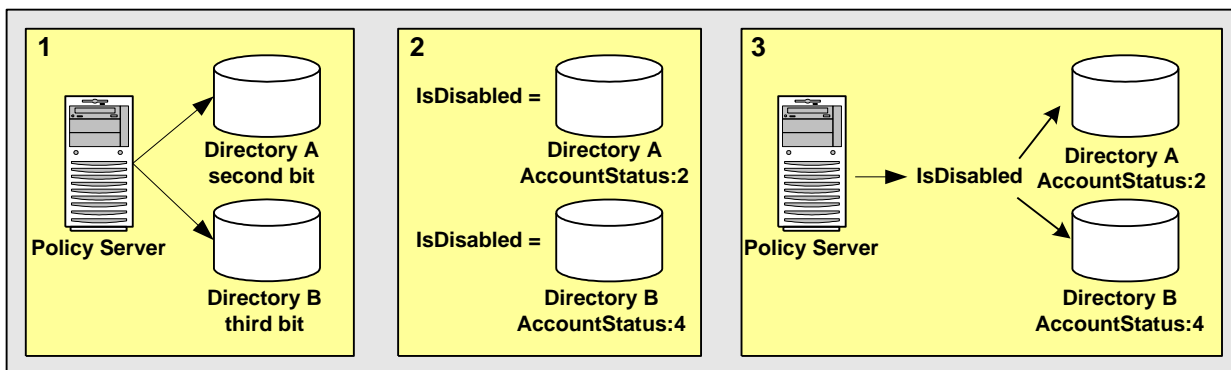 1
Directory A
second bit
Policy Server
Directory B
third bit
2
IsDisabled =
Directory A
AccountStatus:2
IsDisabled =
Directory B
AccountStatus:4
3
Policy Server
IsDisabled
Directory A
AccountStatus:2
Directory B
AccountStatus:4